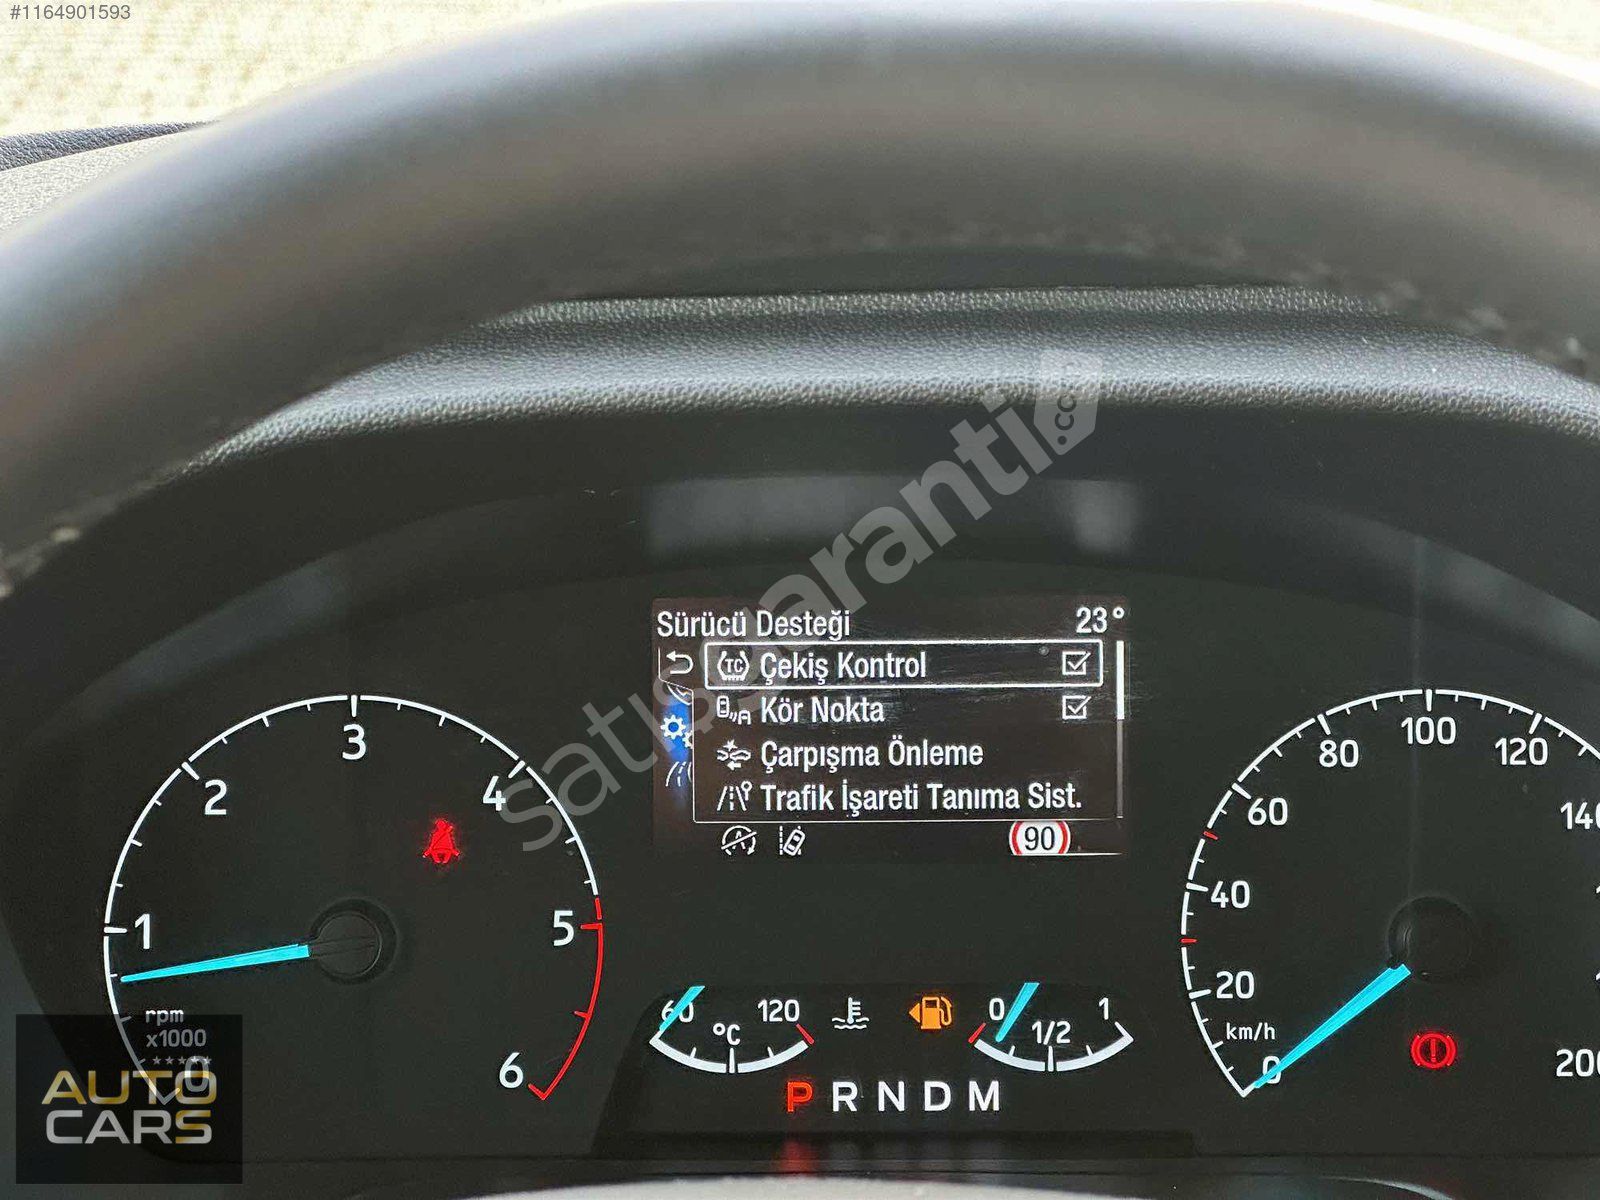 #1164901593
satisgaranti.com
Sürücü Desteği 23°
TC Çekiş Kontrol
Kör Nokta
Çarpışma Önleme
Trafik İşareti Tanıma Sist.
90
0 1 2 3 4 5 6
rpm
x1000
60 °C 120
0 1/2 1
P R N D M
0 20 40 60 80 100 120
200
km/h
AUTO
CARS